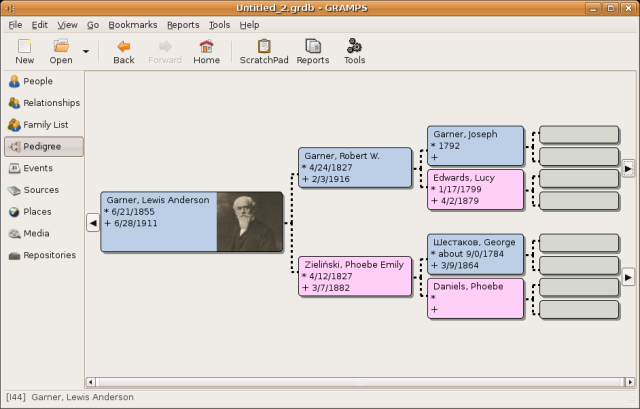 Untitled_2.grdb - GRAMPS
File Edit View Go Bookmarks Reports Tools Help
New Open Back Forward Home ScratchPad Reports Tools
People
Relationships
Family List
Pedigree
Events
Sources
Places
Media
Repositories
Garner, Lewis Anderson
* 6/21/1855
+ 6/28/1911
Garner, Robert W.
* 4/24/1827
+ 2/3/1916
Zieliński, Phoebe Emily
* 4/12/1827
+ 3/7/1882
Garner, Joseph
* 1792
+
Edwards, Lucy
* 1/17/1799
+ 4/2/1879
Шестаков, George
* about 9/0/1784
+ 3/9/1864
Daniels, Phoebe
*
+
[I44] Garner, Lewis Anderson